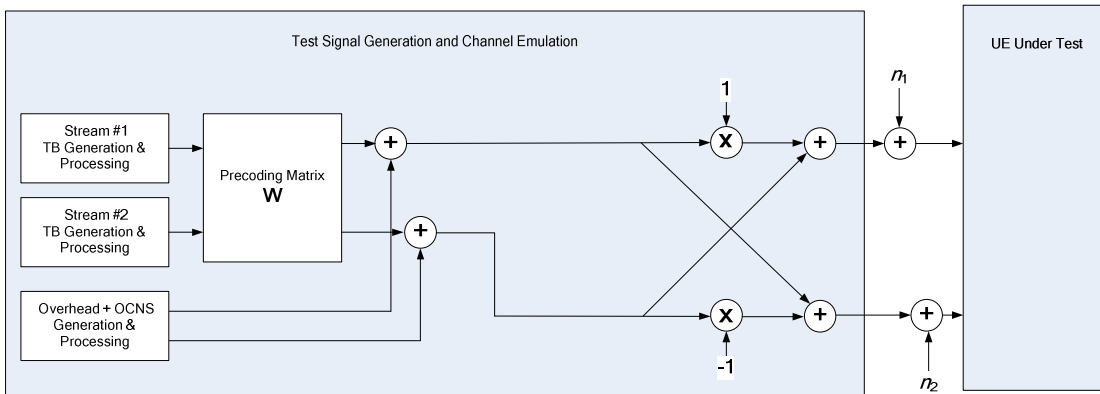 Test Signal Generation and Channel Emulation
UE Under Test
Stream #1
TB Generation &
Processing
Stream #2
TB Generation &
Processing
Overhead + OCNS
Generation &
Processing
Precoding Matrix
W
+
+
1
X
+
n1
+
X
-1
+
+
n2